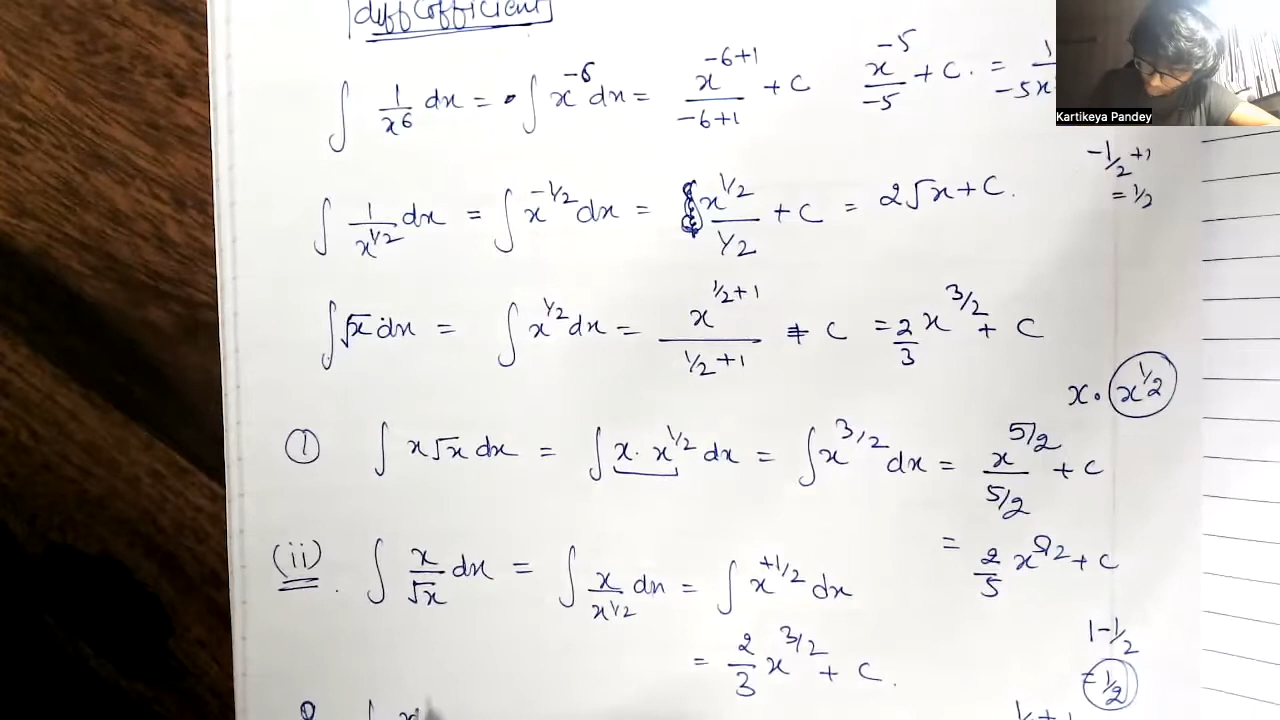 diff Cofficient
∫ 1/x^6 dx = ∫ x^-6 dx = x^(-6+1)/(-6+1) + C x^-5/-5 + C. = 1/-5x
Kartikeya Pandey
-1/2 +1
= 1/2
∫ 1/x^(1/2) dx = ∫ x^(-1/2) dx = x^(1/2)/(1/2) + C = 2√x + C.
∫ √x dx = ∫ x^(1/2) dx = x^(1/2+1)/(1/2+1) + C = 2/3 x^(3/2) + C
x · x^(1/2)
① ∫ x√x dx = ∫ x · x^(1/2) dx = ∫ x^(3/2) dx = x^(5/2)/(5/2) + C
= 2/5 x^(5/2) + C
(ii). ∫ x/√x dx = ∫ x/x^(1/2) dx = ∫ x^(+1/2) dx
= 2/3 x^(3/2) + C.
1-1/2
= 1/2